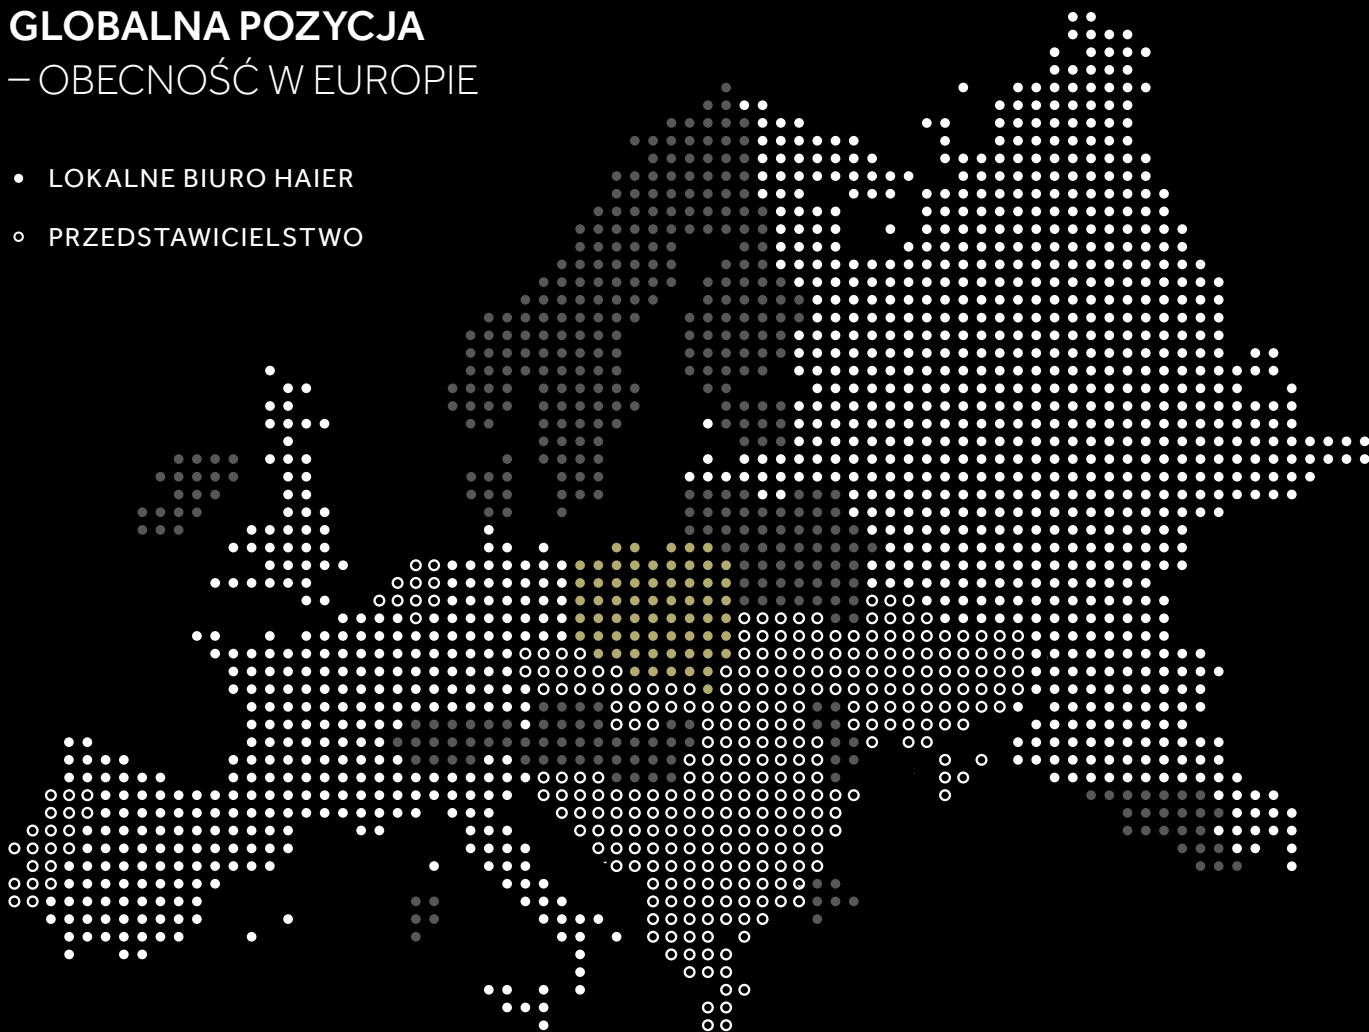 GLOBALNA POZYCJA
– OBECNOŚĆ W EUROPIE
LOKALNE BIURO HAIER
PRZEDSTAWICIELSTWO